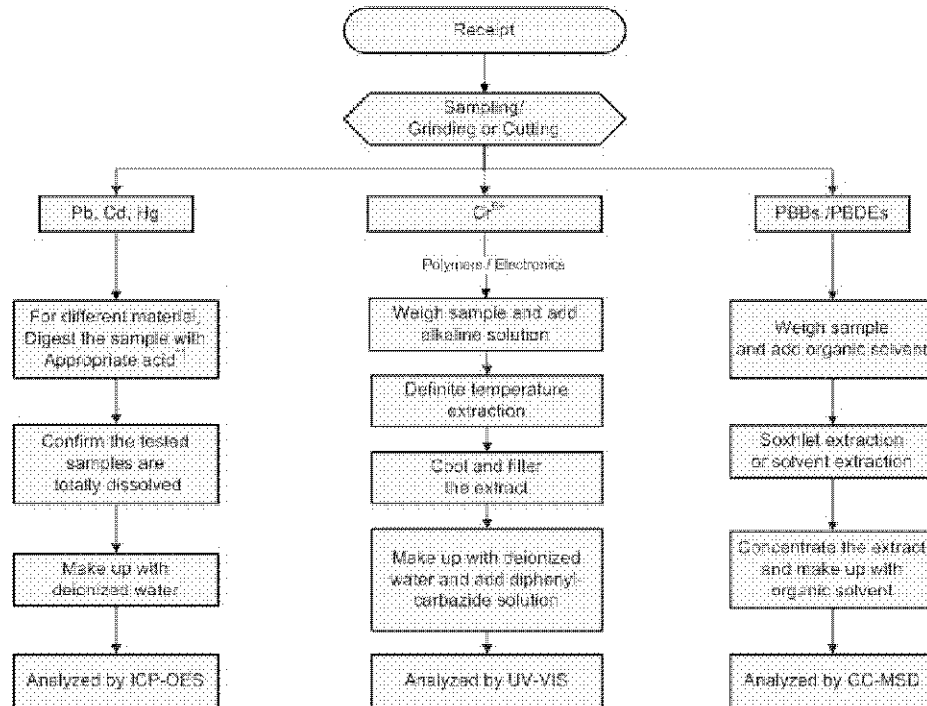 Receipt
Sampling/
Grinding or Cutting
Pb, Cd, Hg
Cr6+
PBBs /PBDEs
Polymers / Electronics
For different material,
Digest the sample with
Appropriate acid
Weigh sample and add
alkaline solution
Weigh sample
and add organic solvent
Definite temperature
extraction
Confirm the tested
samples are
totally dissolved
Soxhlet extraction
or solvent extraction
Cool and filter
the extract
Make up with
deionized water
Make up with deionized
water and add diphenyl-
carbazide solution
Concentrate the extract
and make up with
organic solvent
Analyzed by ICP-OES
Analyzed by UV-VIS
Analyzed by GC-MSD